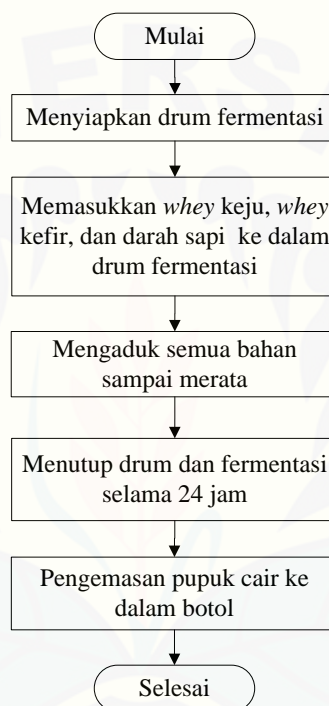 Mulai
Menyiapkan drum fermentasi
Memasukkan whey keju, whey
kefir, dan darah sapi ke dalam
drum fermentasi
Mengaduk semua bahan
sampai merata
Menutup drum dan fermentasi
selama 24 jam
Pengemasan pupuk cair ke
dalam botol
Selesai